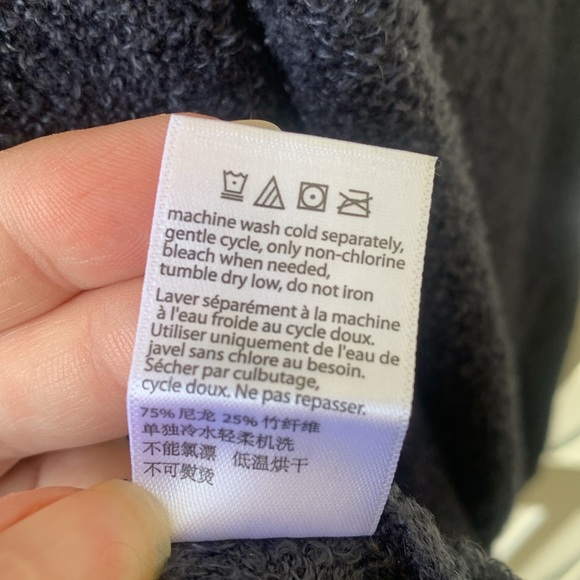 machine wash cold separately,
gentle cycle, only non-chlorine
bleach when needed,
tumble dry low, do not iron
Laver séparément à la machine
à l'eau froide au cycle doux.
Utiliser uniquement de l'eau de
javel sans chlore au besoin.
Sécher par culbutage,
cycle doux. Ne pas repasser.
75% 尼龙 25% 竹纤维
单独冷水轻柔机洗
不能氯漂 低温烘干
不可熨烫